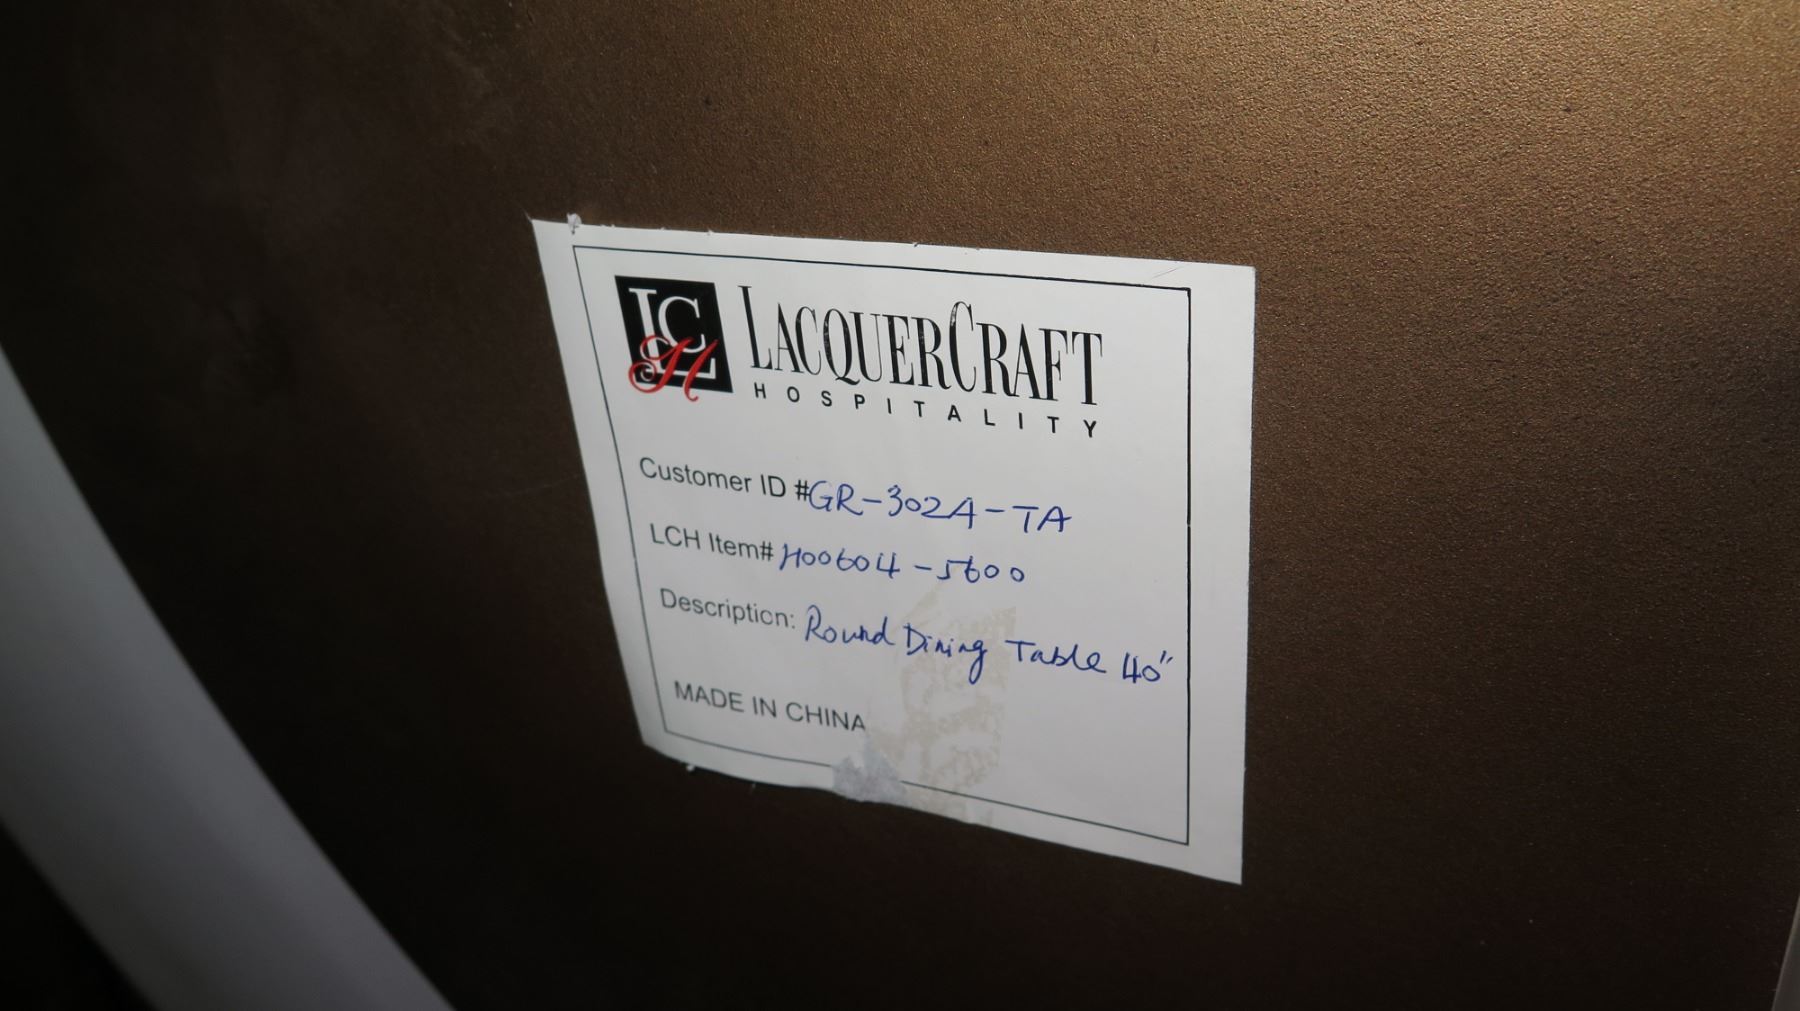 LCH
LACQUERCRAFT
HOSPITALITY
Customer ID #GR-302A-TA
LCH Item# H00604-5600
Description: Round Dining Table 40"
MADE IN CHINA